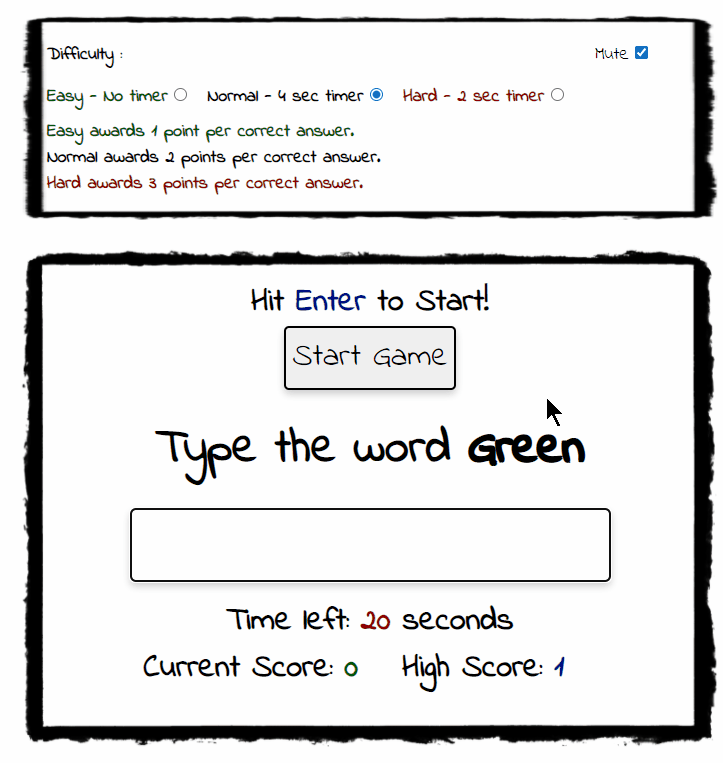 Difficulty :
Mute
Easy - No timer Normal - 4 sec timer Hard - 2 sec timer
Easy awards 1 point per correct answer.
Normal awards 2 points per correct answer.
Hard awards 3 points per correct answer.
Hit Enter to Start!
Start Game
Type the word Green
Time left: 20 seconds
Current Score: 0 High Score: 1